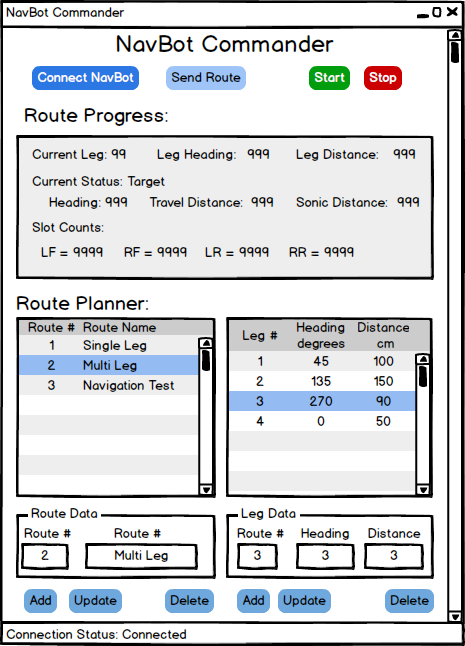 NavBot Commander
NavBot Commander
Connect NavBot Send Route Start Stop
Route Progress:
Current Leg: 99 Leg Heading: 999 Leg Distance: 999
Current Status: Target
Heading: 999 Travel Distance: 999 Sonic Distance: 999
Slot Counts:
LF = 9999 RF = 9999 LR = 9999 RR = 9999
Route Planner:
Route # Route Name
1 Single Leg
2 Multi Leg
3 Navigation Test
Leg # Heading degrees Distance cm
1 45 100
2 135 150
3 270 90
4 0 50
Route Data
Route # Route #
2 Multi Leg
Add Update Delete
Leg Data
Route # Heading Distance
3 3 3
Add Update Delete
Connection Status: Connected